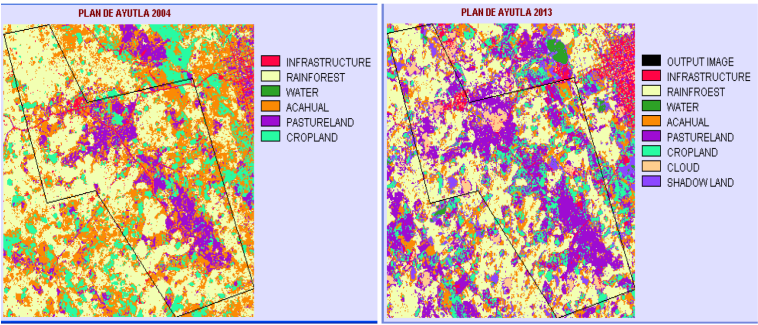 PLAN DE AYUTLA 2004
INFRASTRUCTURE
RAINFOREST
WATER
ACAHUAL
PASTURELAND
CROPLAND
PLAN DE AYUTLA 2013
OUTPUT IMAGE
INFRASTRUCTURE
RAINFROEST
WATER
ACAHUAL
PASTURELAND
CROPLAND
CLOUD
SHADOW LAND